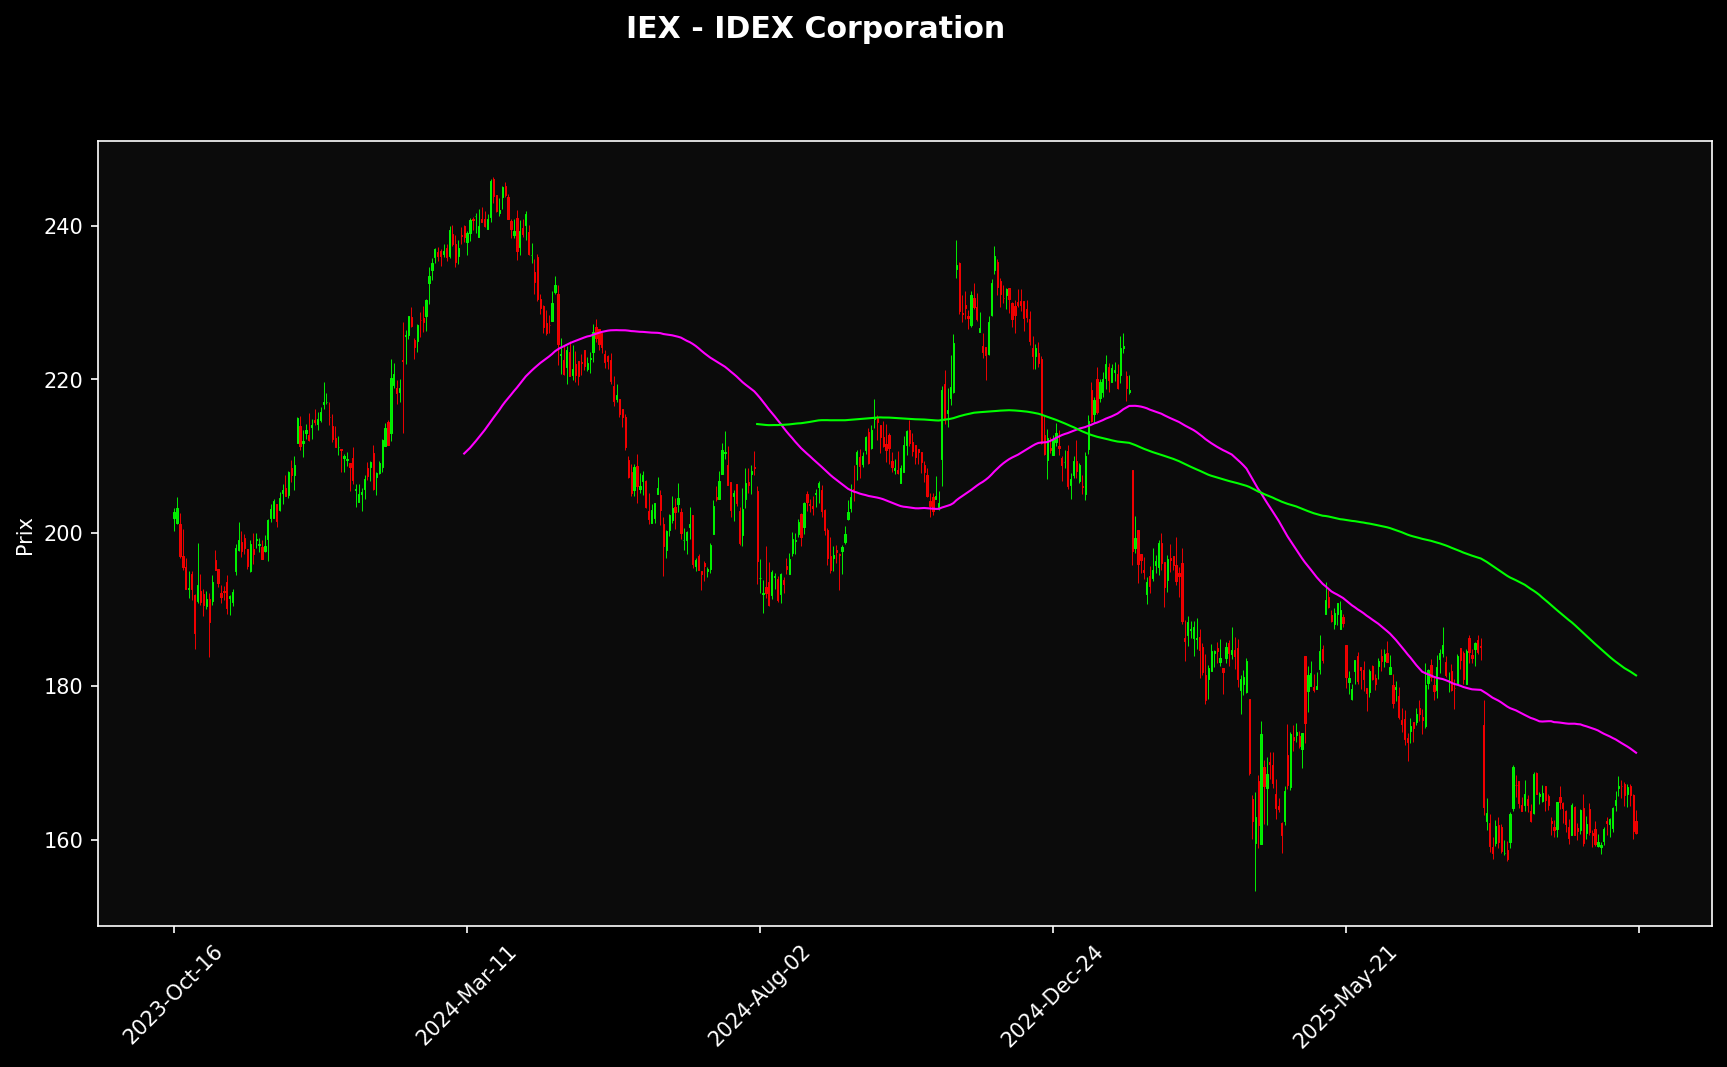 IEX - IDEX Corporation
Prix
240
220
200
180
160
2023-Oct-16
2024-Mar-11
2024-Aug-02
2024-Dec-24
2025-May-21